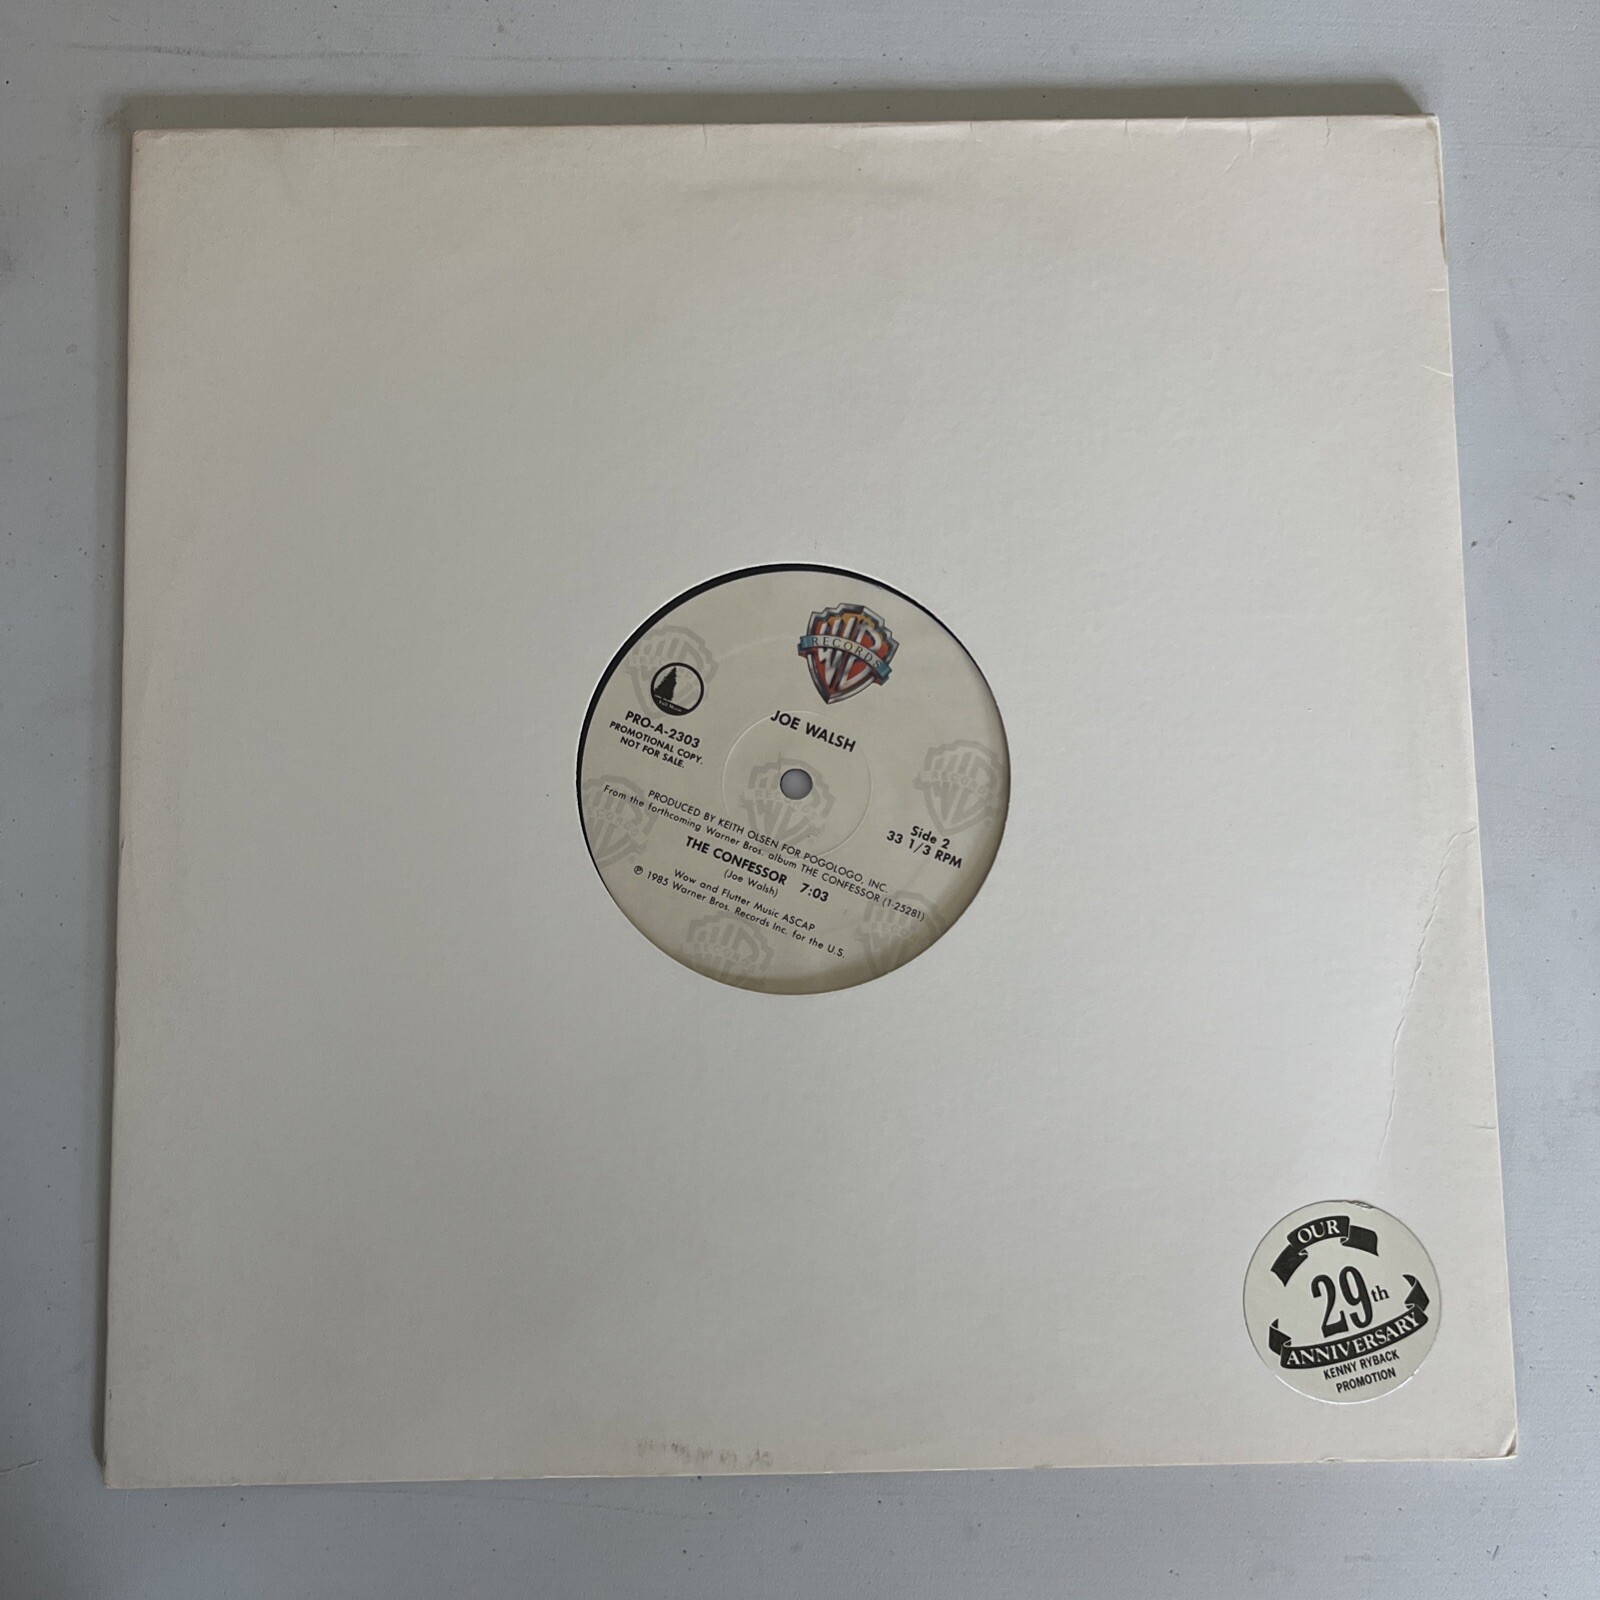 RECORDS
Full Moon
JOE WALSH
PRO-A-2303
PROMOTIONAL COPY.
NOT FOR SALE.
Side 2
33 1/3 RPM
PRODUCED BY KEITH OLSEN FOR POGOLOGO, INC.
From the forthcoming Warner Bros. album THE CONFESSOR (1-25281)
THE CONFESSOR 7:03
(Joe Walsh)
Wow and Flutter Music ASCAP
℗ 1985 Warner Bros. Records Inc. for the U.S.
OUR
29th
ANNIVERSARY
KENNY RYBACK
PROMOTION